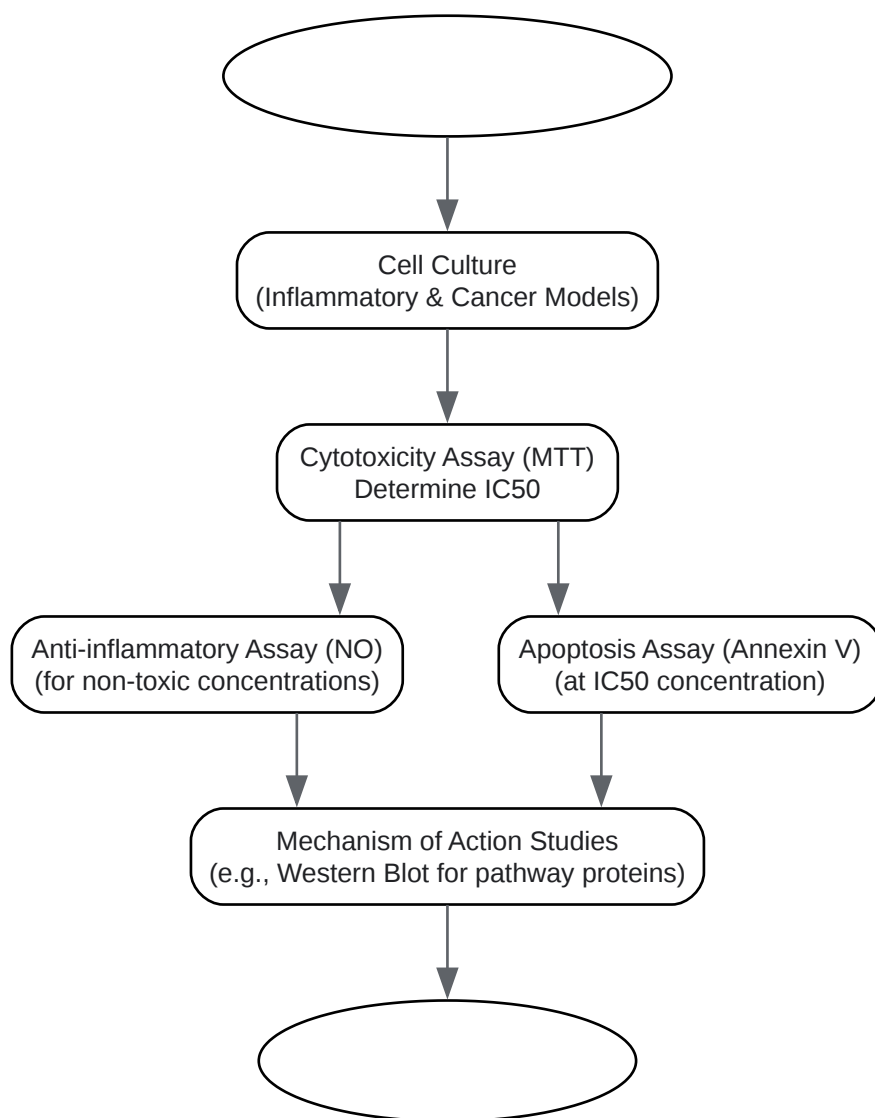 Cell Culture
(Inflammatory & Cancer Models)
Cytotoxicity Assay (MTT)
Determine IC50
Anti-inflammatory Assay (NO)
(for non-toxic concentrations)
Apoptosis Assay (Annexin V)
(at IC50 concentration)
Mechanism of Action Studies
(e.g., Western Blot for pathway proteins)